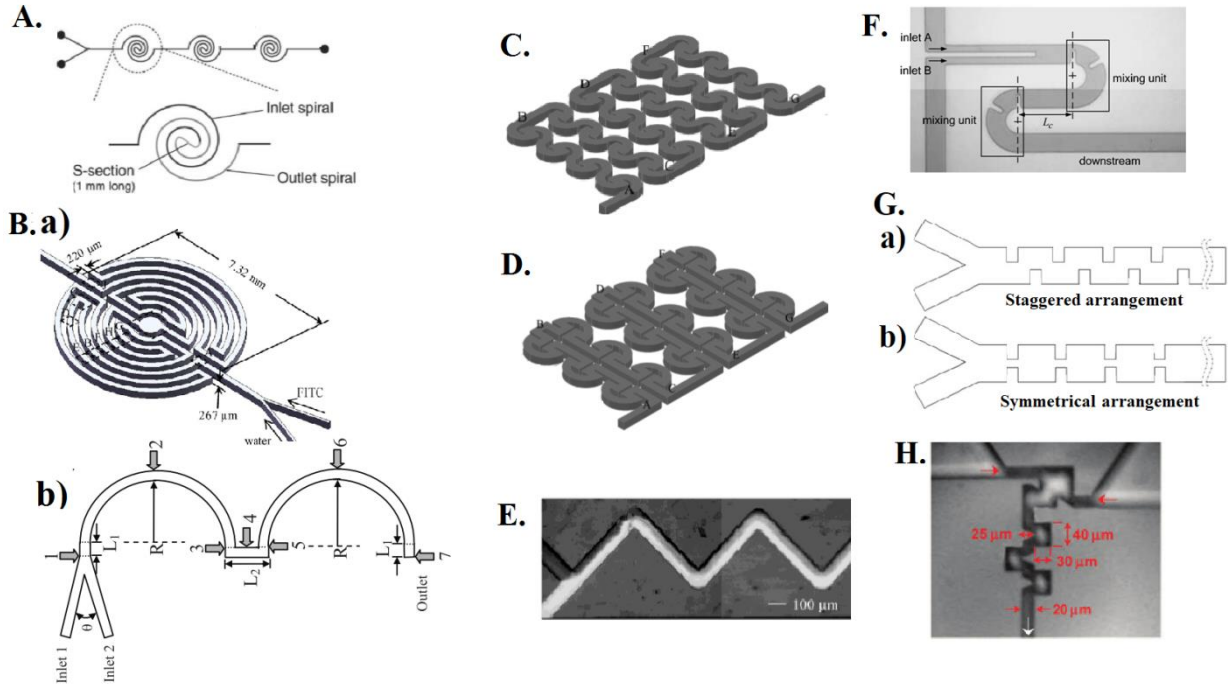 A.
Inlet spiral
S-section
[1 mm long)
Outlet spiral
B. a)
220 µm
7.32 mm
267 µm
FITC
water
b)
1
2
3
4
5
6
7
L₁
R
L₂
R
L₁
θ
Inlet 1
Inlet 2
Outlet
C.
F
D
B
G
E
A
D.
F
D
B
G
E
C
A
E.
100 µm
F.
inlet A
inlet B
mixing unit
mixing unit
Lc
downstream
G.
a)
Staggered arrangement
b)
Symmetrical arrangement
H.
25 µm
40 µm
30 µm
20 µm